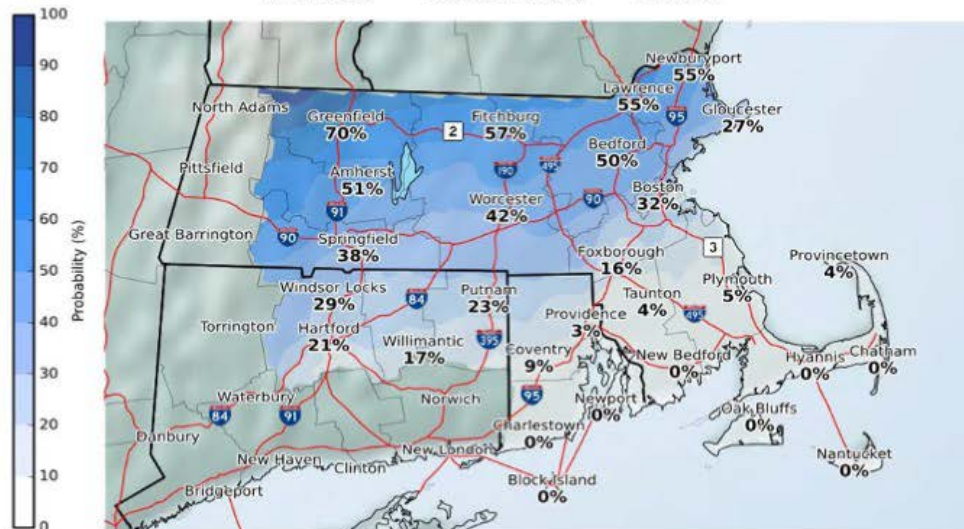 100
90
80
70
60
50
40
30
20
10
0
Probability (%)
Newburyport
55%
Lawrence
55%
95
Gloucester
27%
North Adams
Greenfield
70%
2
Fitchburg
57%
Bedford
50%
Pittsfield
Amherst
51%
190
495
91
Worcester
42%
90
Boston
32%
Great Barrington
90
Springfield
38%
Foxborough
16%
3
Provincetown
4%
Windsor Locks
29%
84
Putnam
23%
Taunton
4%
Plymouth
5%
495
Torrington
Hartford
21%
Willimantic
17%
395
Providence
3%
Coventry
9%
New Bedford
0%
Hyannis
0%
Chatham
0%
Waterbury
84
91
Norwich
95
Newport
0%
Oak Bluffs
0%
Danbury
Charlestown
0%
New Haven
Clinton
New London
Nantucket
0%
Bridgeport
Block Island
0%